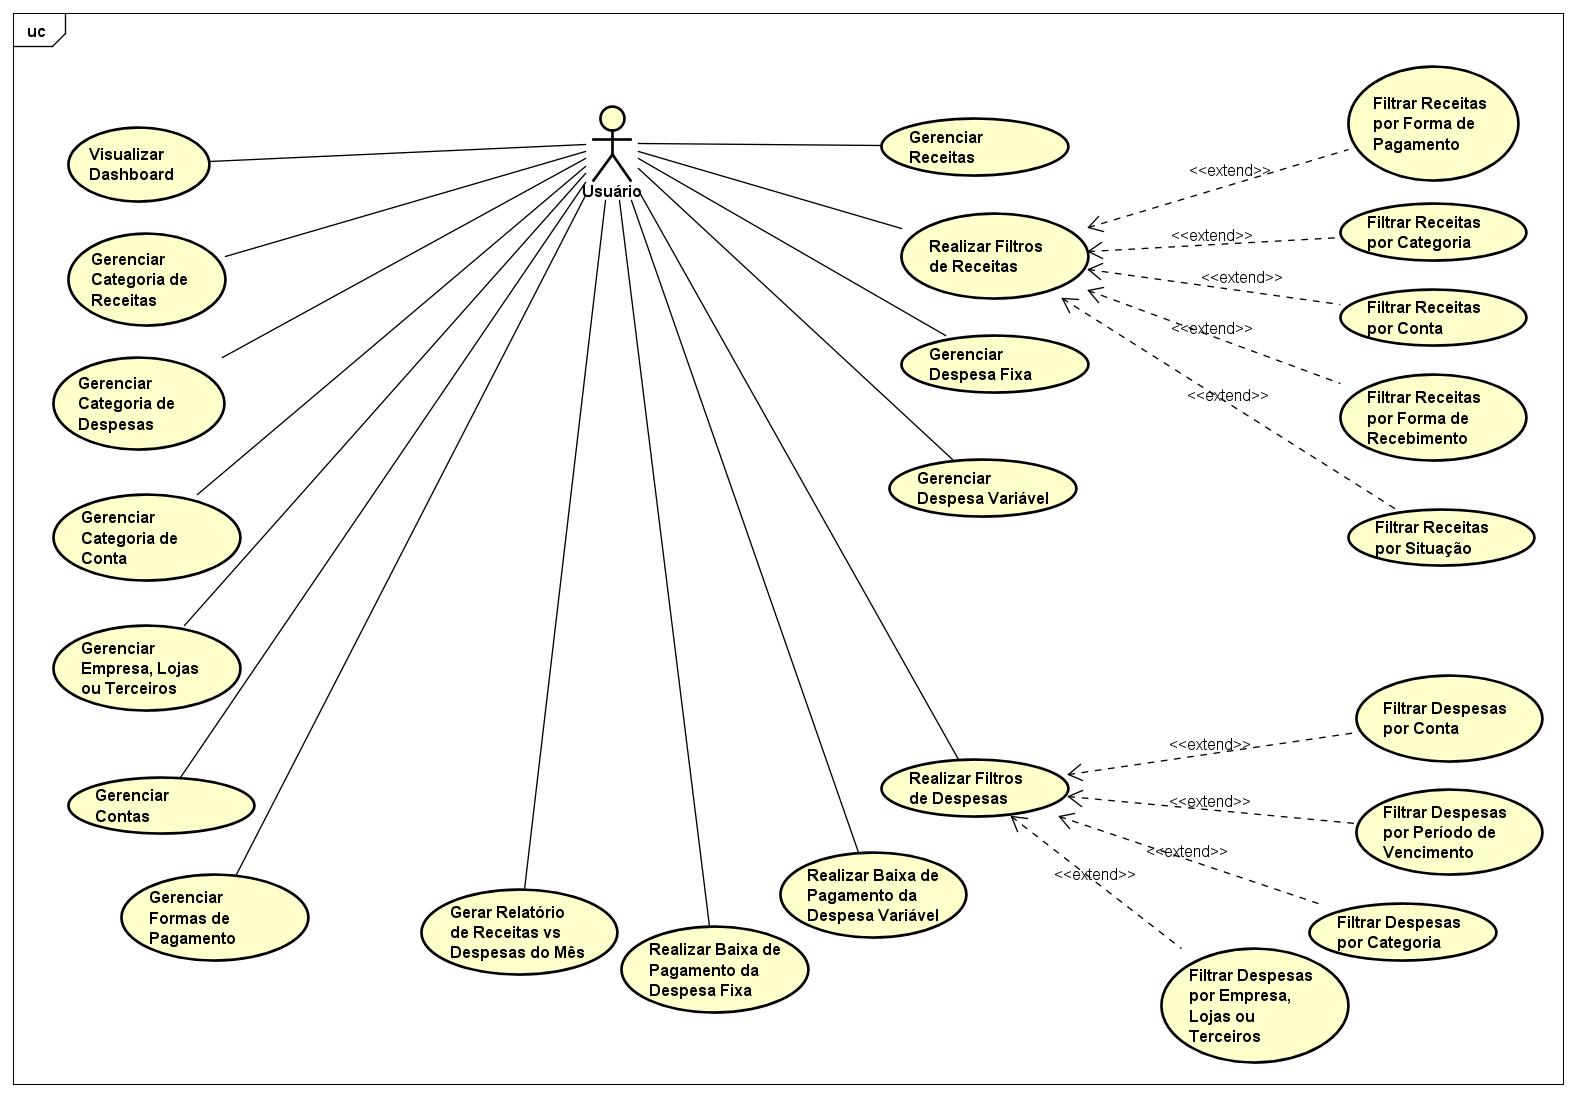 uc
Usuário
Visualizar
Dashboard
Gerenciar
Categoria de
Receitas
Gerenciar
Categoria de
Despesas
Gerenciar
Categoria de
Conta
Gerenciar
Empresa, Lojas
ou Terceiros
Gerenciar
Contas
Gerenciar
Formas de
Pagamento
Gerar Relatório
de Receitas vs
Despesas do Mês
Realizar Baixa de
Pagamento da
Despesa Fixa
Realizar Baixa de
Pagamento da
Despesa Variável
Gerenciar
Receitas
Realizar Filtros
de Receitas
Gerenciar
Despesa Fixa
Gerenciar
Despesa Variável
Realizar Filtros
de Despesas
<<extend>>
<<extend>>
<<extend>>
<<extend>>
<<extend>>
Filtrar Receitas
por Forma de
Pagamento
Filtrar Receitas
por Categoria
Filtrar Receitas
por Conta
Filtrar Receitas
por Forma de
Recebimento
Filtrar Receitas
por Situação
<<extend>>
<<extend>>
<<extend>>
<<extend>>
Filtrar Despesas
por Conta
Filtrar Despesas
por Período de
Vencimento
Filtrar Despesas
por Categoria
Filtrar Despesas
por Empresa,
Lojas ou
Terceiros